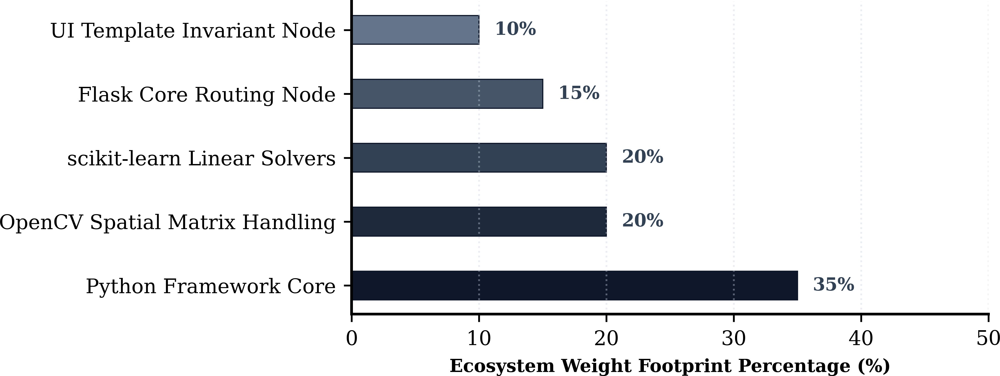 UI Template Invariant Node 10%
Flask Core Routing Node 15%
scikit-learn Linear Solvers 20%
OpenCV Spatial Matrix Handling 20%
Python Framework Core 35%
0 10 20 30 40 50
Ecosystem Weight Footprint Percentage (%)